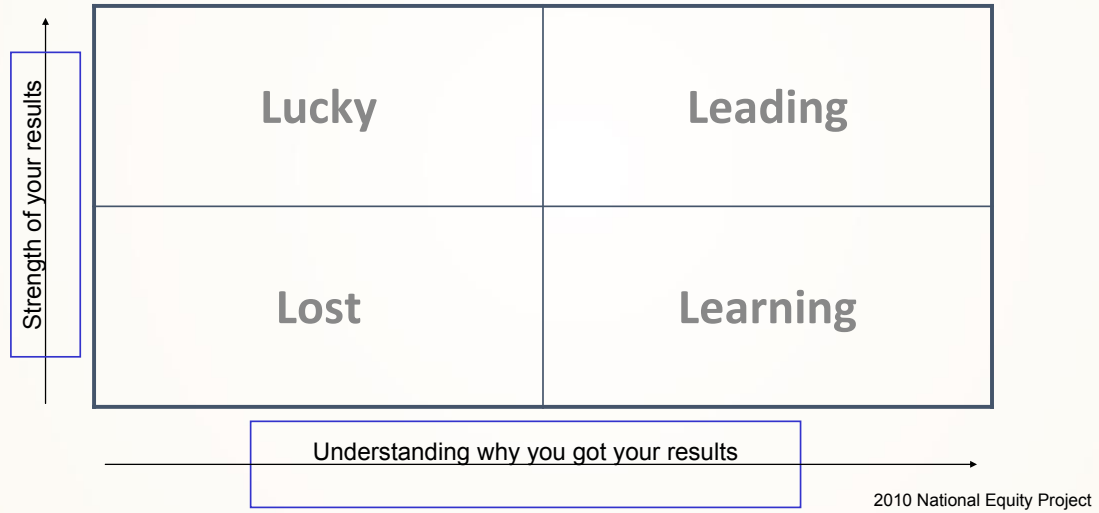 Strength of your results
Lucky
Leading
Lost
Learning
Understanding why you got your results
2010 National Equity Project